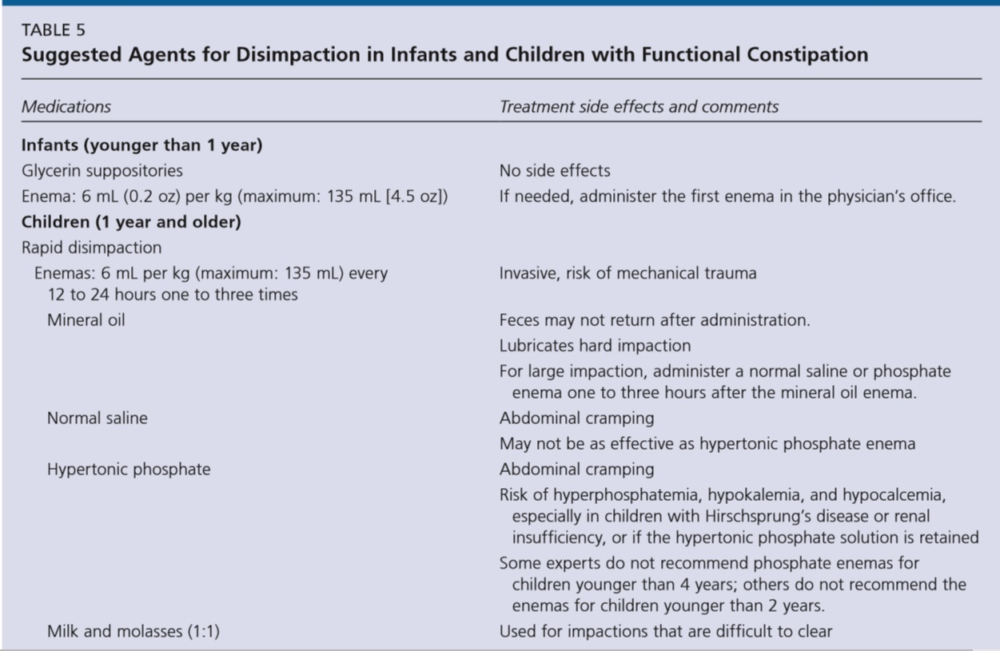 TABLE 5
Suggested Agents for Disimpaction in Infants and Children with Functional Constipation
Medications Treatment side effects and comments
Infants (younger than 1 year)
Glycerin suppositories No side effects
Enema: 6 mL (0.2 oz) per kg (maximum: 135 mL [4.5 oz]) If needed, administer the first enema in the physician's office.
Children (1 year and older)
Rapid disimpaction
Enemas: 6 mL per kg (maximum: 135 mL) every Invasive, risk of mechanical trauma
12 to 24 hours one to three times
Mineral oil Feces may not return after administration.
Lubricates hard impaction
For large impaction, administer a normal saline or phosphate
enema one to three hours after the mineral oil enema.
Normal saline Abdominal cramping
May not be as effective as hypertonic phosphate enema
Hypertonic phosphate Abdominal cramping
Risk of hyperphosphatemia, hypokalemia, and hypocalcemia,
especially in children with Hirschsprung's disease or renal
insufficiency, or if the hypertonic phosphate solution is retained
Some experts do not recommend phosphate enemas for
children younger than 4 years; others do not recommend the
enemas for children younger than 2 years.
Milk and molasses (1:1) Used for impactions that are difficult to clear